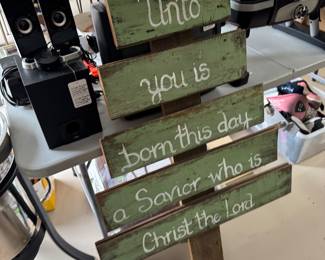 Unto
you is
born this day
a Savior who is
Christ the Lord